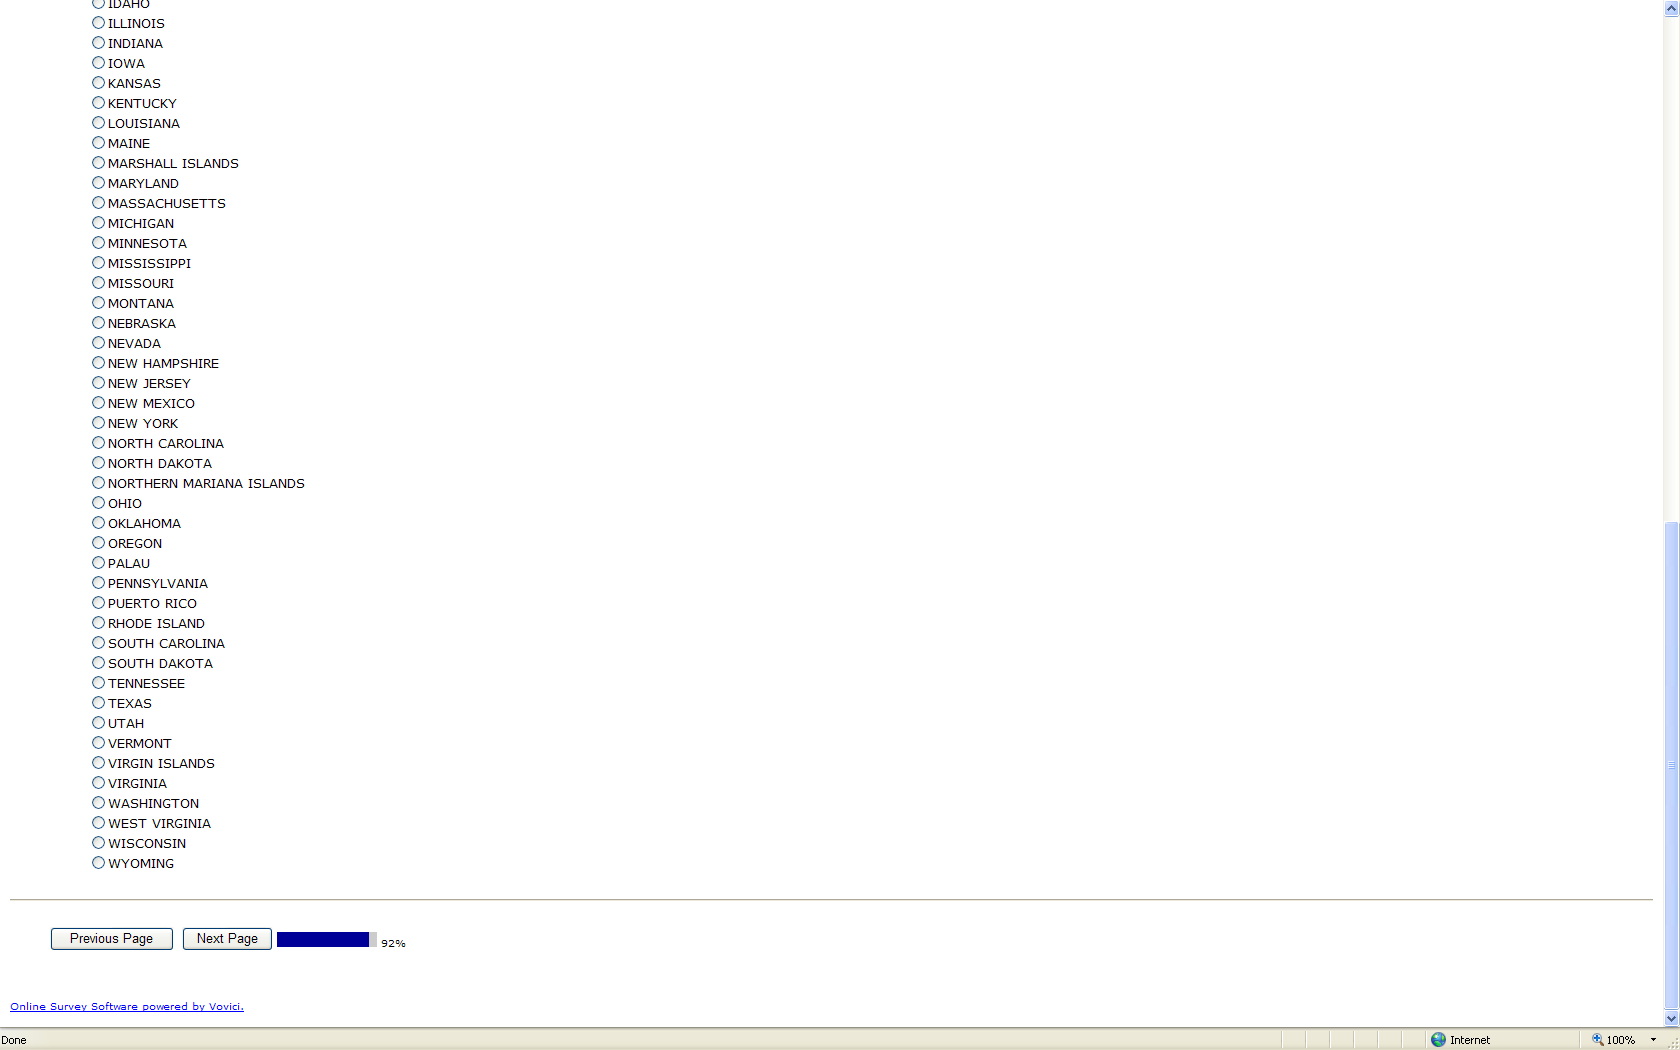 IDAHO
ILLINOIS
INDIANA
IOWA
KANSAS
KENTUCKY
LOUISIANA
MAINE
MARSHALL ISLANDS
MARYLAND
MASSACHUSETTS
MICHIGAN
MINNESOTA
MISSISSIPPI
MISSOURI
MONTANA
NEBRASKA
NEVADA
NEW HAMPSHIRE
NEW JERSEY
NEW MEXICO
NEW YORK
NORTH CAROLINA
NORTH DAKOTA
NORTHERN MARIANA ISLANDS
OHIO
OKLAHOMA
OREGON
PALAU
PENNSYLVANIA
PUERTO RICO
RHODE ISLAND
SOUTH CAROLINA
SOUTH DAKOTA
TENNESSEE
TEXAS
UTAH
VERMONT
VIRGIN ISLANDS
VIRGINIA
WASHINGTON
WEST VIRGINIA
WISCONSIN
WYOMING
Previous Page Next Page 92%
Online Survey Software powered by Vovici.
Done Internet 100%